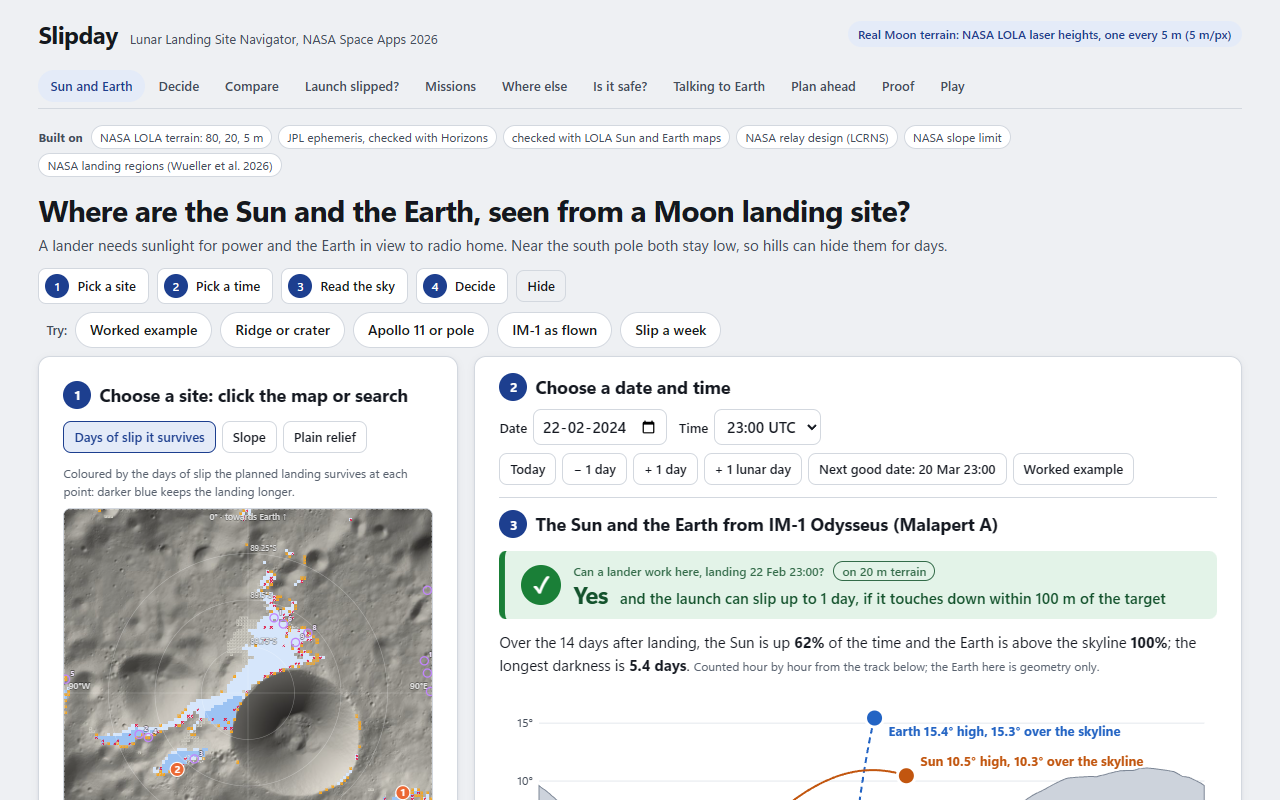 Slipday Lunar Landing Site Navigator, NASA Space Apps 2026
Real Moon terrain: NASA LOLA laser heights, one every 5 m (5 m/px)
Sun and Earth Decide Compare Launch slipped? Missions Where else Is it safe? Talking to Earth Plan ahead Proof Play
Built on NASA LOLA terrain: 80, 20, 5 m JPL ephemeris, checked with Horizons checked with LOLA Sun and Earth maps NASA relay design (LCRNS) NASA slope limit
NASA landing regions (Wueller et al. 2026)
Where are the Sun and the Earth, seen from a Moon landing site?
A lander needs sunlight for power and the Earth in view to radio home. Near the south pole both stay low, so hills can hide them for days.
1 Pick a site 2 Pick a time 3 Read the sky 4 Decide Hide
Try: Worked example Ridge or crater Apollo 11 or pole IM-1 as flown Slip a week
1 Choose a site: click the map or search
Days of slip it survives Slope Plain relief
Coloured by the days of slip the planned landing survives at each
point: darker blue keeps the landing longer.
0° · towards Earth ↑
89.25°S
90°W
90°E
2
1
2 Choose a date and time
Date 22-02-2024 Time 23:00 UTC
Today − 1 day + 1 day + 1 lunar day Next good date: 20 Mar 23:00 Worked example
3 The Sun and the Earth from IM-1 Odysseus (Malapert A)
Can a lander work here, landing 22 Feb 23:00? on 20 m terrain
✓ Yes and the launch can slip up to 1 day, if it touches down within 100 m of the target
Over the 14 days after landing, the Sun is up 62% of the time and the Earth is above the skyline 100%; the
longest darkness is 5.4 days. Counted hour by hour from the track below; the Earth here is geometry only.
15°
Earth 15.4° high, 15.3° over the skyline
Sun 10.5° high, 10.3° over the skyline
10°